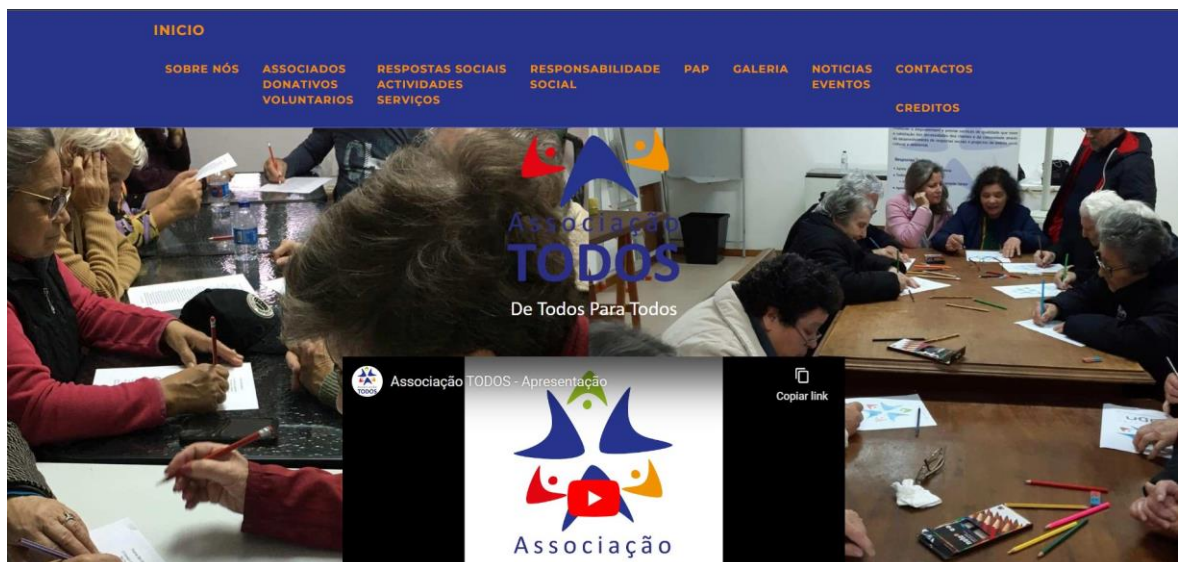 INICIO
SOBRE NÓS
ASSOCIADOS
DONATIVOS
VOLUNTARIOS
RESPOSTAS SOCIAIS
ACTIVIDADES
SERVIÇOS
RESPONSABILIDADE
SOCIAL
PAP
GALERIA
NOTICIAS
EVENTOS
CONTACTOS
CREDITOS
Associação
TODOS
De Todos Para Todos
TODOS
Associação TODOS - Apresentação
Copiar link
Associação